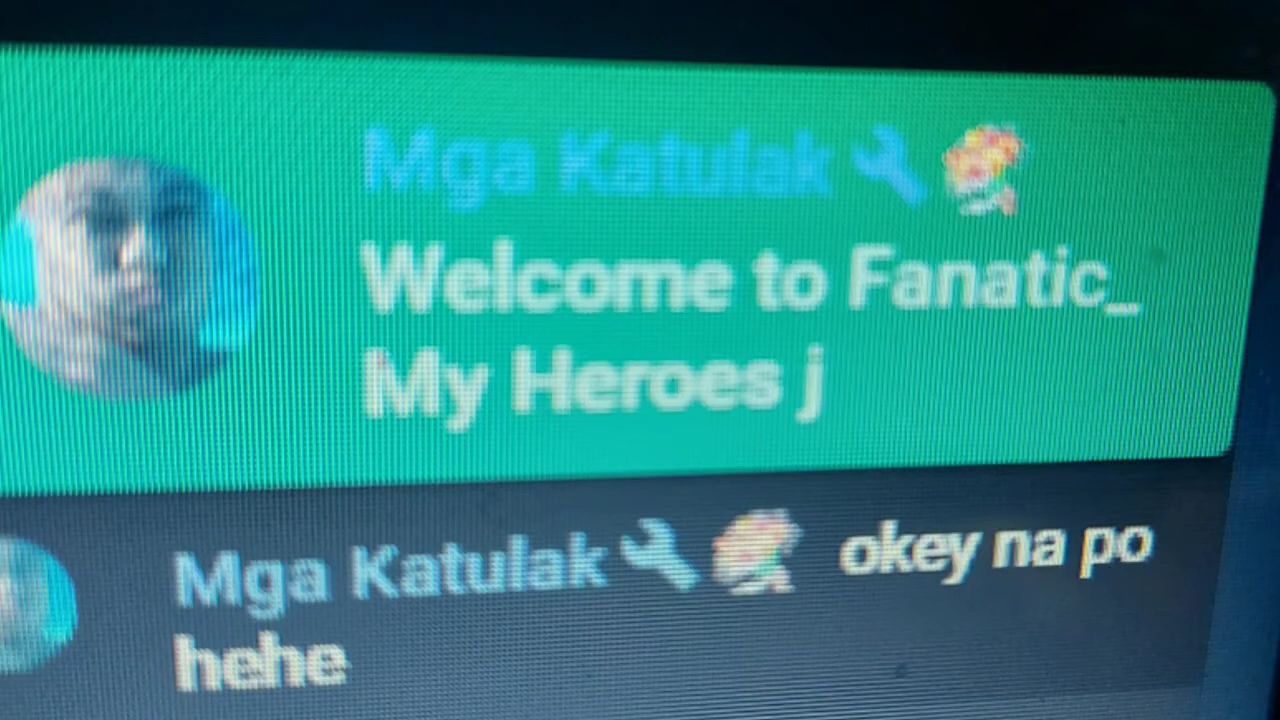 Mga Katulak
Welcome to Fanatic_
My Heroes j
Mga Katulak okey na po
hehe